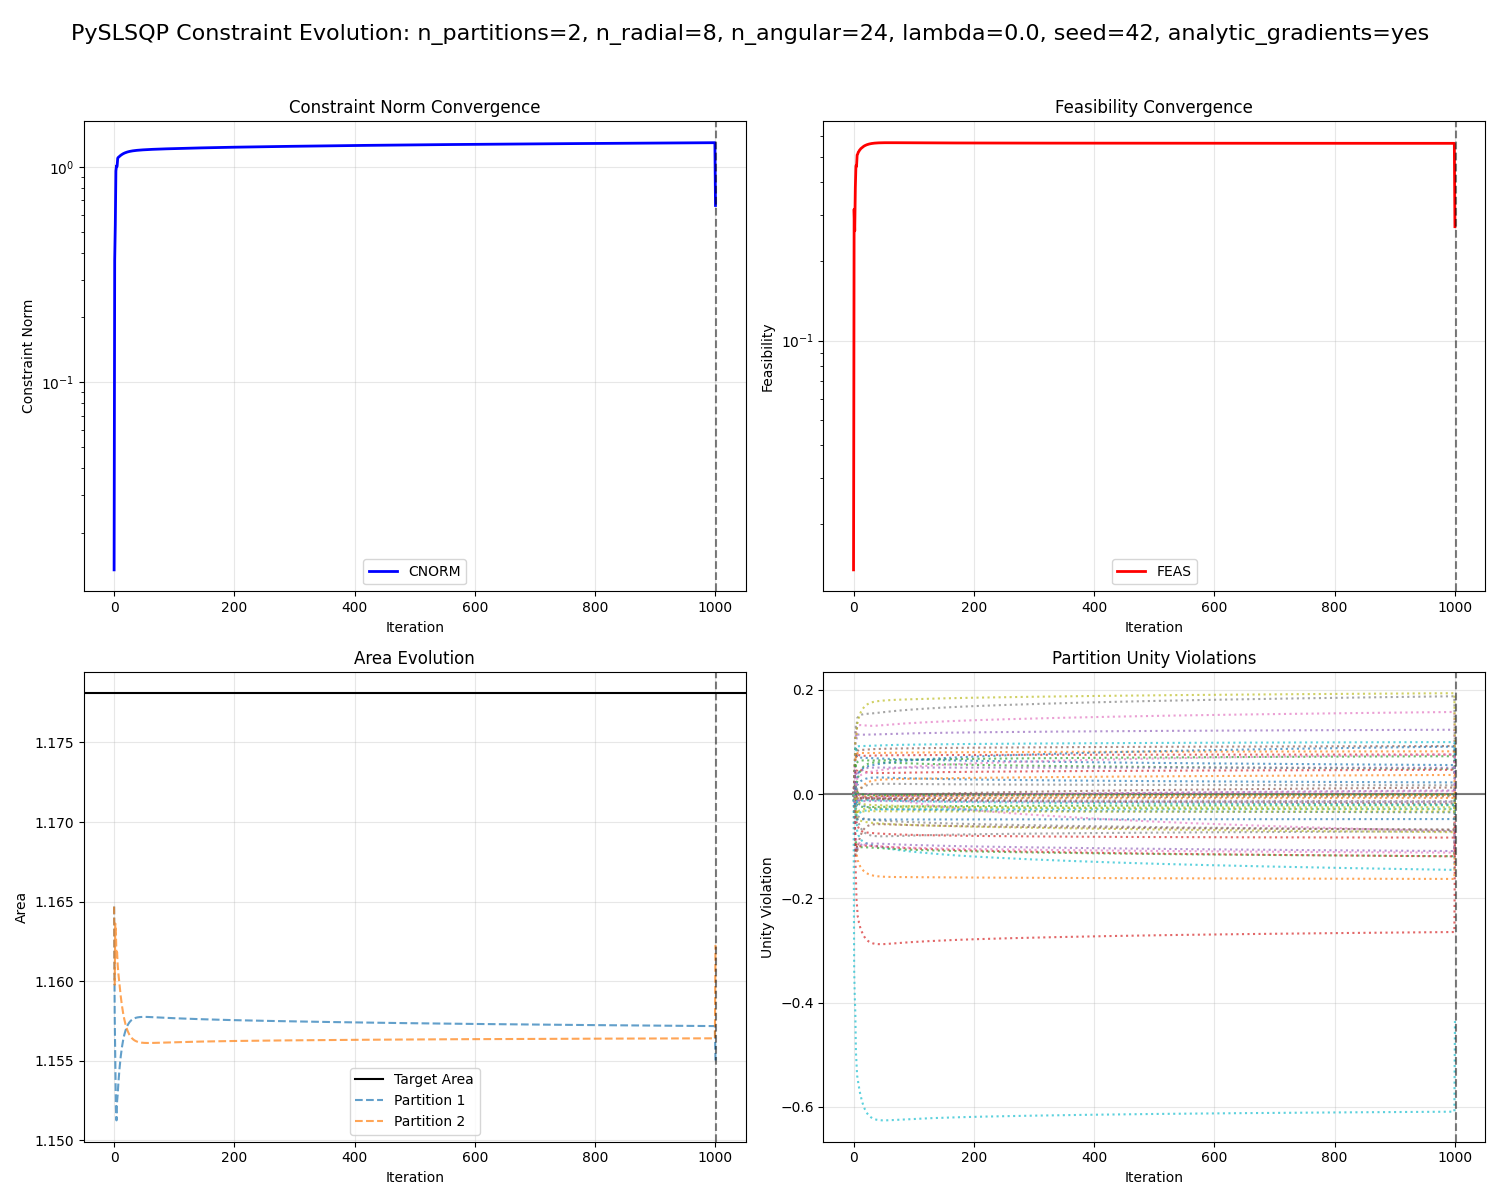 PySLSQP Constraint Evolution: n_partitions=2, n_radial=8, n_angular=24, lambda=0.0, seed=42, analytic_gradients=yes
Constraint Norm Convergence
Constraint Norm
10⁰
10⁻¹
CNORM
0 200 400 600 800 1000
Iteration
Feasibility Convergence
Feasibility
10⁻¹
FEAS
0 200 400 600 800 1000
Iteration
Area Evolution
Area
1.175
1.170
1.165
1.160
1.155
1.150
Target Area
Partition 1
Partition 2
0 200 400 600 800 1000
Iteration
Partition Unity Violations
Unity Violation
0.2
0.0
−0.2
−0.4
−0.6
0 200 400 600 800 1000
Iteration